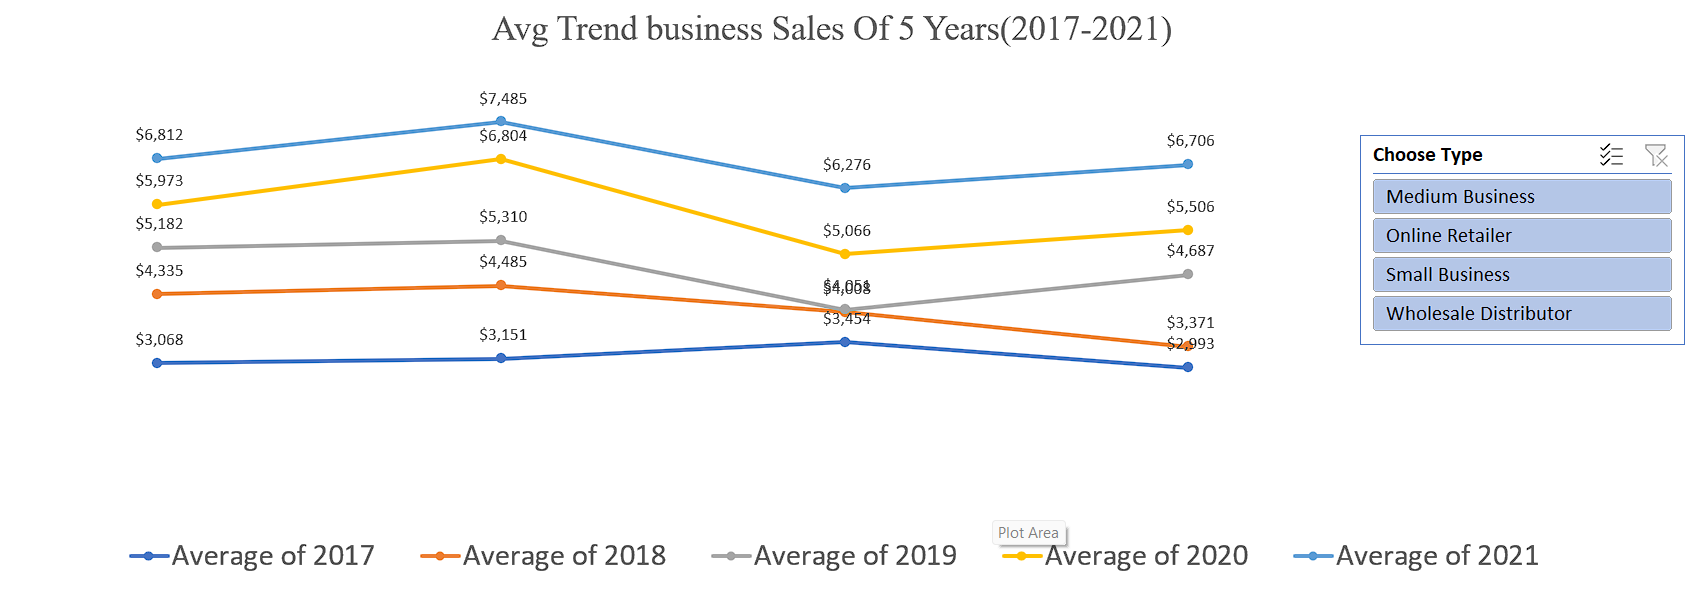 Avg Trend business Sales Of 5 Years(2017-2021)
$7,485
$6,812
$6,804
$6,706
$6,276
$5,973
$5,506
$5,182
$5,310
$5,066
$4,687
$4,335
$4,485
$3,454
$3,371
$3,068
$3,151
$2,993
Choose Type
Medium Business
Online Retailer
Small Business
Wholesale Distributor
Plot Area
Average of 2017
Average of 2018
Average of 2019
Average of 2020
Average of 2021